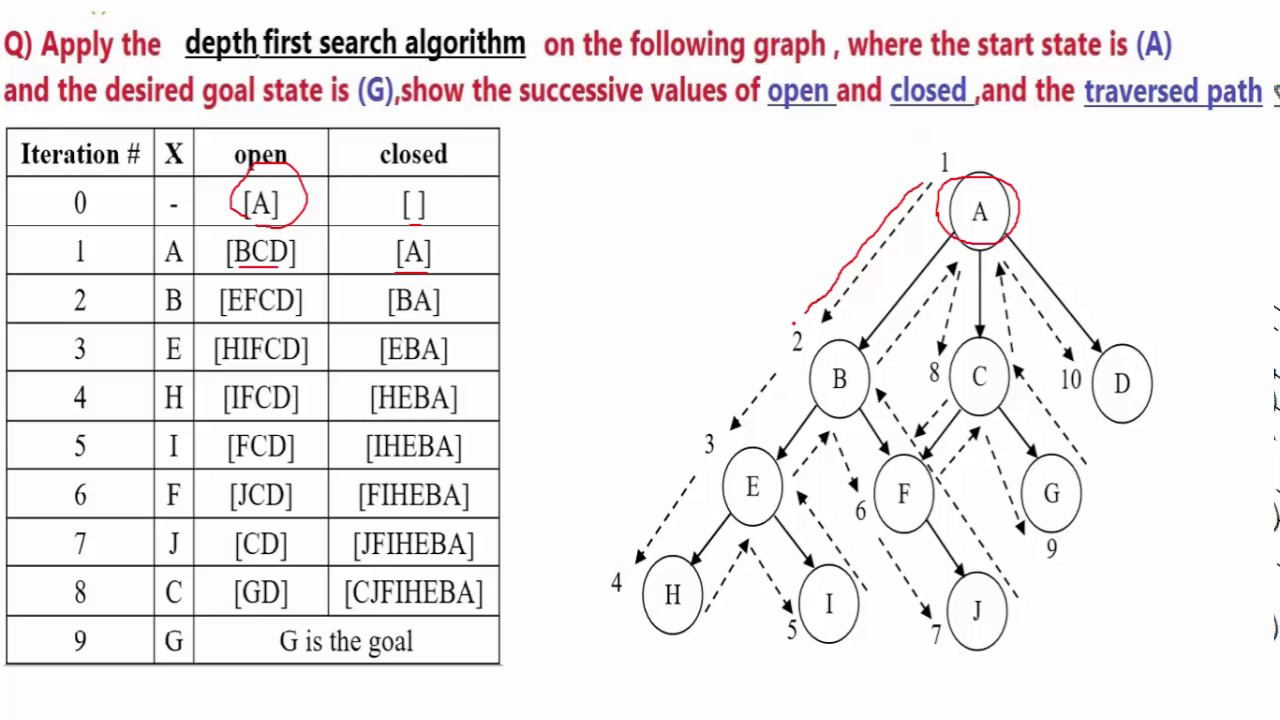 Q) Apply the depth first search algorithm on the following graph , where the start state is (A)
and the desired goal state is (G),show the successive values of open and closed ,and the traversed path
Iteration # X open closed
0 - [A] [ ]
1 A [BCD] [A]
2 B [EFCD] [BA]
3 E [HIFCD] [EBA]
4 H [IFCD] [HEBA]
5 I [FCD] [IHEBA]
6 F [JCD] [FIHEBA]
7 J [CD] [JFIHEBA]
8 C [GD] [CJFIHEBA]
9 G G is the goal
1
A
2
B
8
C
10
D
3
E
6
F
G
9
4
H
5
I
7
J